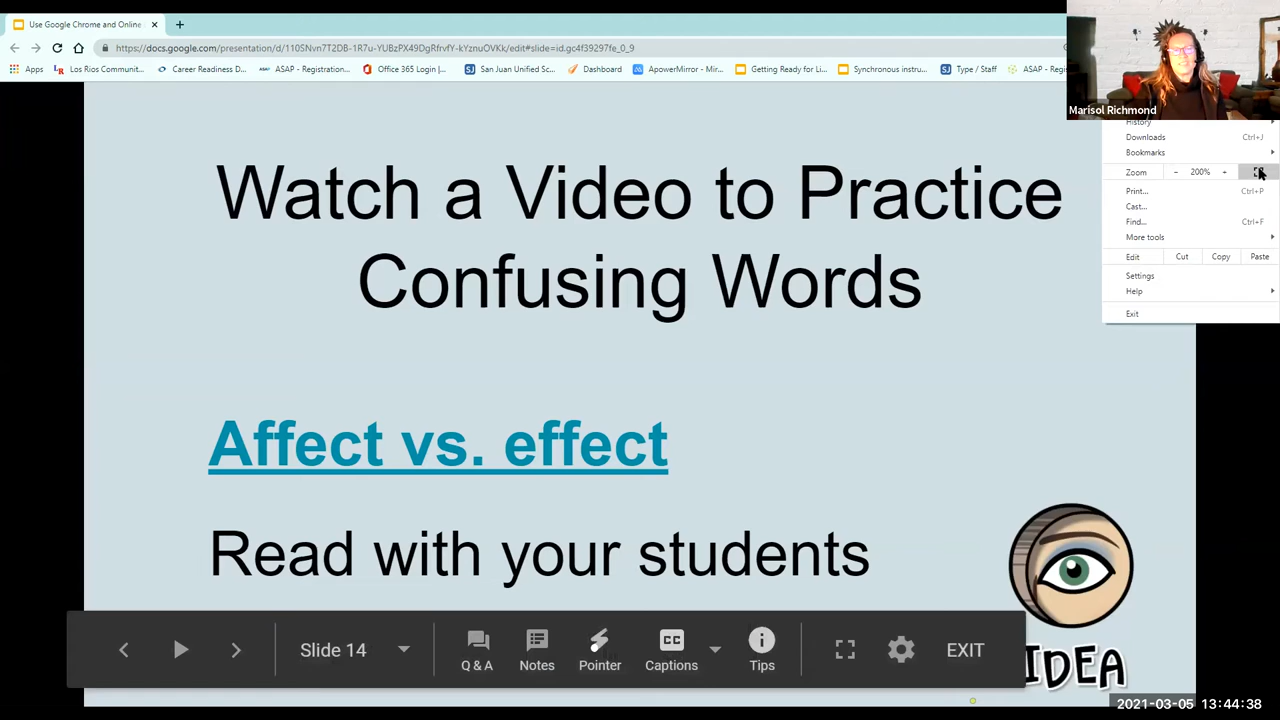 Use Google Chrome and Online
https://docs.google.com/presentation/d/110SNvn7T2DB-1R7u-YUBzPX49DgRfrvfY-kYznuOVKk/edit#slide=id.gc4f39297fe_0_9
Apps Los Rios Communit... Career Readiness D... ASAP - Registration... Office 365 Login |... San Juan Unified Sc... Dashboard ApowerMirror - Mir... Getting Ready for Li... Synchronous instru... Type / Staff ASAP - Regist
Marisol Richmond
History
Downloads Ctrl+J
Bookmarks
Zoom - 200% +
Print... Ctrl+P
Cast...
Find... Ctrl+F
More tools
Edit Cut Copy Paste
Settings
Help
Exit
Watch a Video to Practice
Confusing Words
Affect vs. effect
Read with your students
Slide 14
Q & A Notes Pointer CC Captions Tips EXIT
IDEA
2021-03-05 13:44:38